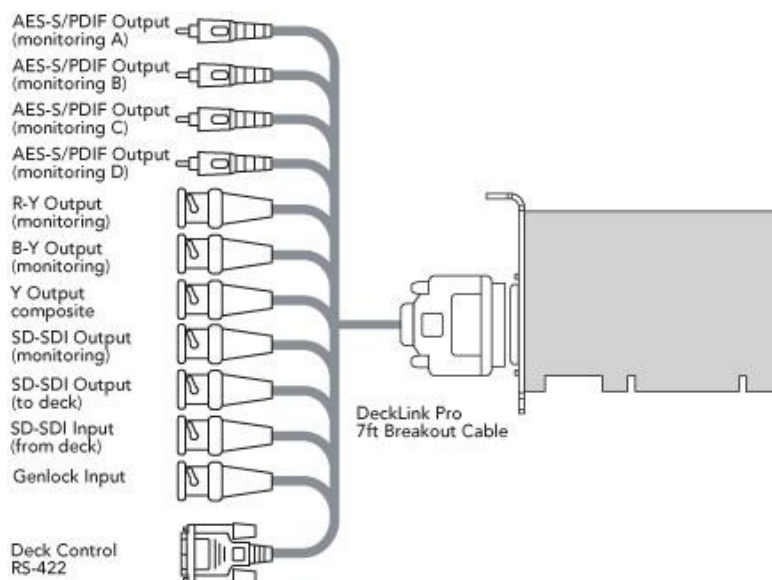 AES-S/PDIF Output
(monitoring A)
AES-S/PDIF Output
(monitoring B)
AES-S/PDIF Output
(monitoring C)
AES-S/PDIF Output
(monitoring D)
R-Y Output
(monitoring)
B-Y Output
(monitoring)
Y Output
composite
SD-SDI Output
(monitoring)
SD-SDI Output
(to deck)
SD-SDI Input
(from deck)
Genlock Input
Deck Control
RS-422
DeckLink Pro
7ft Breakout Cable